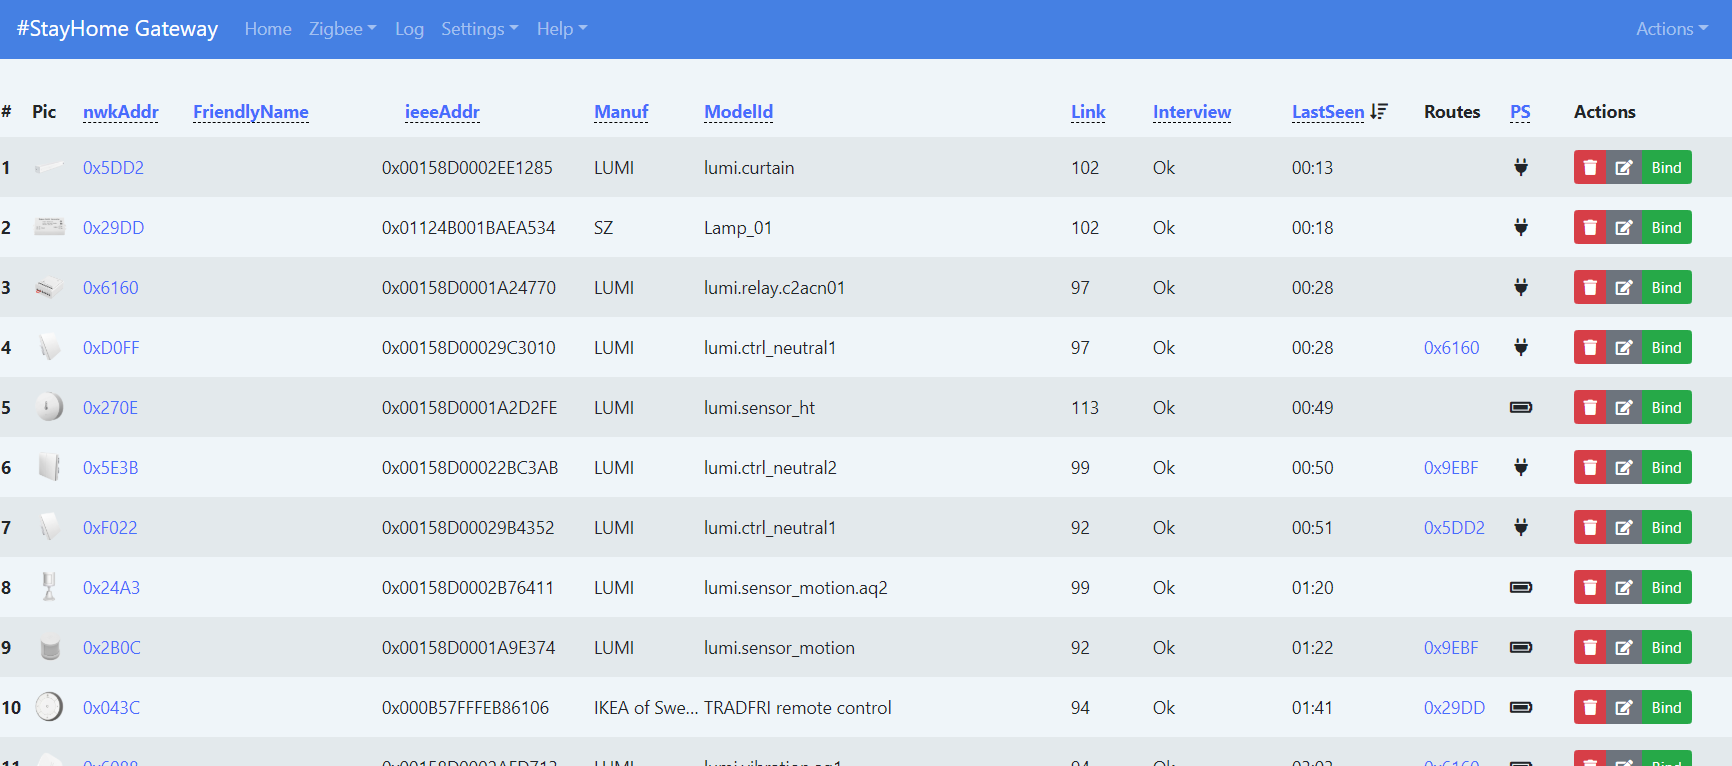 #StayHome Gateway Home Zigbee Log Settings Help Actions
# Pic nwkAddr FriendlyName ieeeAddr Manuf ModelId Link Interview LastSeen Routes PS Actions
1 0x5DD2 0x00158D0002EE1285 LUMI lumi.curtain 102 Ok 00:13 Bind
2 0x29DD 0x01124B001BAEA534 SZ Lamp_01 102 Ok 00:18 Bind
3 0x6160 0x00158D0001A24770 LUMI lumi.relay.c2acn01 97 Ok 00:28 Bind
4 0xD0FF 0x00158D00029C3010 LUMI lumi.ctrl_neutral1 97 Ok 00:28 0x6160 Bind
5 0x270E 0x00158D0001A2D2FE LUMI lumi.sensor_ht 113 Ok 00:49 Bind
6 0x5E3B 0x00158D00022BC3AB LUMI lumi.ctrl_neutral2 99 Ok 00:50 0x9EBF Bind
7 0xF022 0x00158D00029B4352 LUMI lumi.ctrl_neutral1 92 Ok 00:51 0x5DD2 Bind
8 0x24A3 0x00158D0002B76411 LUMI lumi.sensor_motion.aq2 99 Ok 01:20 Bind
9 0x2B0C 0x00158D0001A9E374 LUMI lumi.sensor_motion 92 Ok 01:22 0x9EBF Bind
10 0x043C 0x000B57FFFEB86106 IKEA of Swe... TRADFRI remote control 94 Ok 01:41 0x29DD Bind
11 LUMI lumi.vibration.aq1 94 Ok 0x6160 Bind